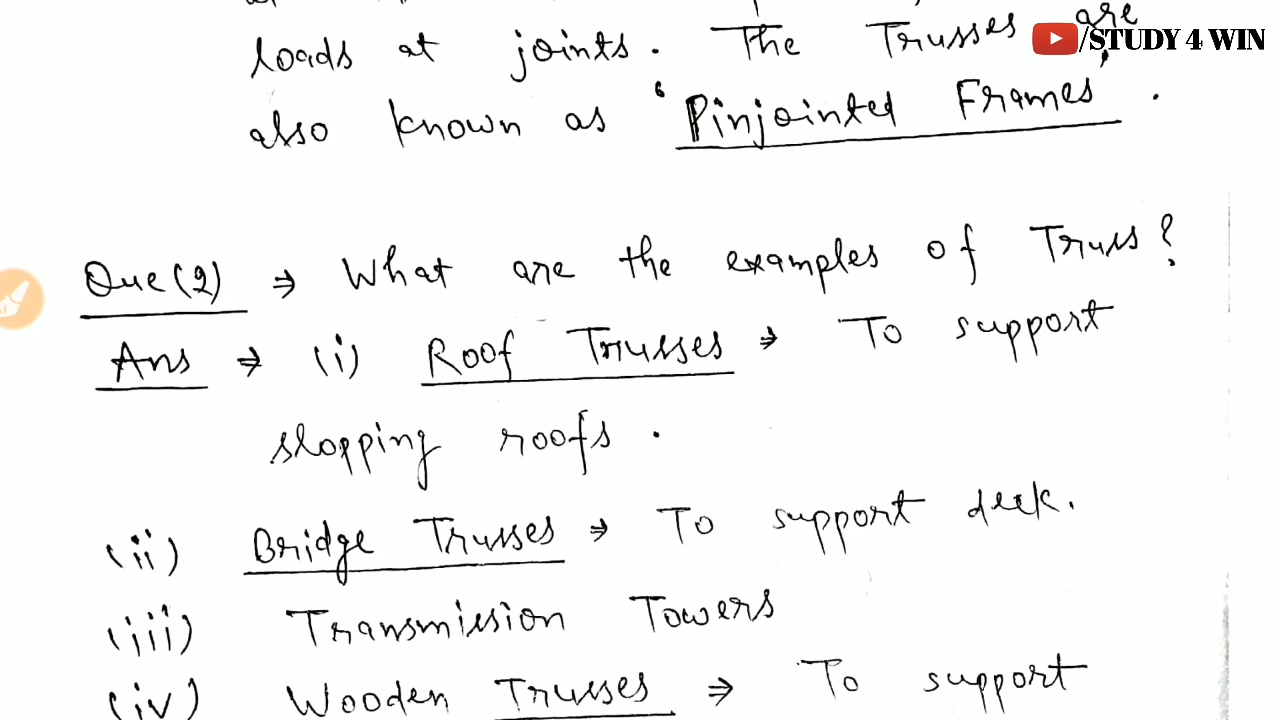 loads at joints. The Trusses are
/STUDY 4 WIN
also known as 'Pinjointed Frames'.
Que(2) ⇒ What are the examples of Truss?
Ans ⇒ (i) Roof Trusses ⇒ To support
slopping roofs.
(ii) Bridge Trusses ⇒ To support deck.
(iii) Transmission Towers
(iv) Wooden Trusses ⇒ To support